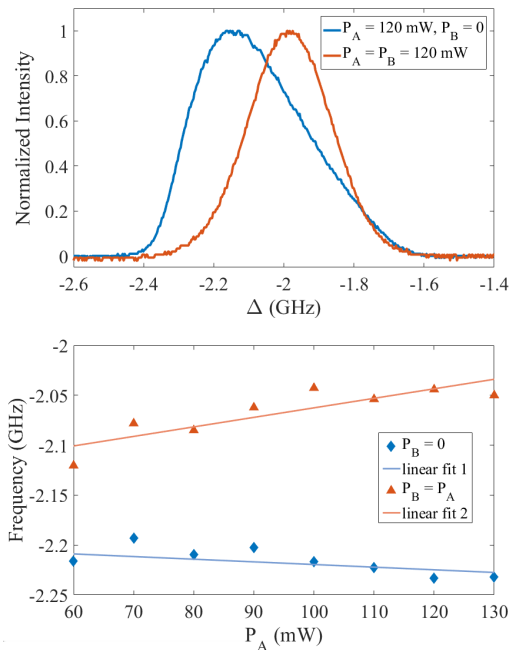 P_A = 120 mW, P_B = 0
P_A = P_B = 120 mW
Normalized Intensity
1
0.8
0.6
0.4
0.2
0
-2.6 -2.4 -2.2 -2 -1.8 -1.6 -1.4
Δ (GHz)
Frequency (GHz)
-2
-2.05
-2.1
-2.15
-2.2
-2.25
P_B = 0
linear fit 1
P_B = P_A
linear fit 2
60 70 80 90 100 110 120 130
P_A (mW)